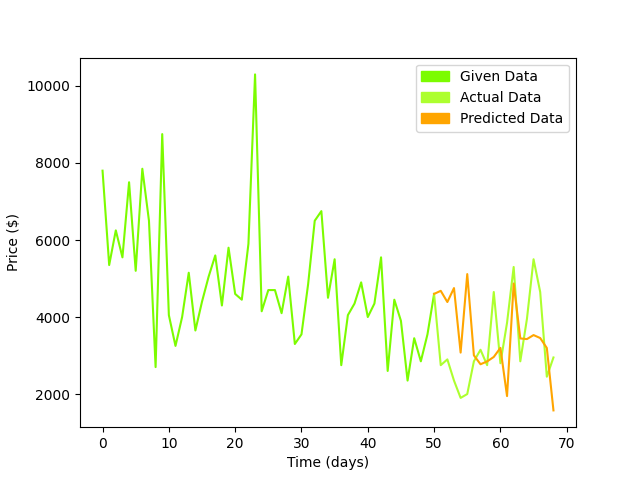 Given Data
Actual Data
Predicted Data
10000
8000
6000
4000
2000
Price ($)
0 10 20 30 40 50 60 70
Time (days)